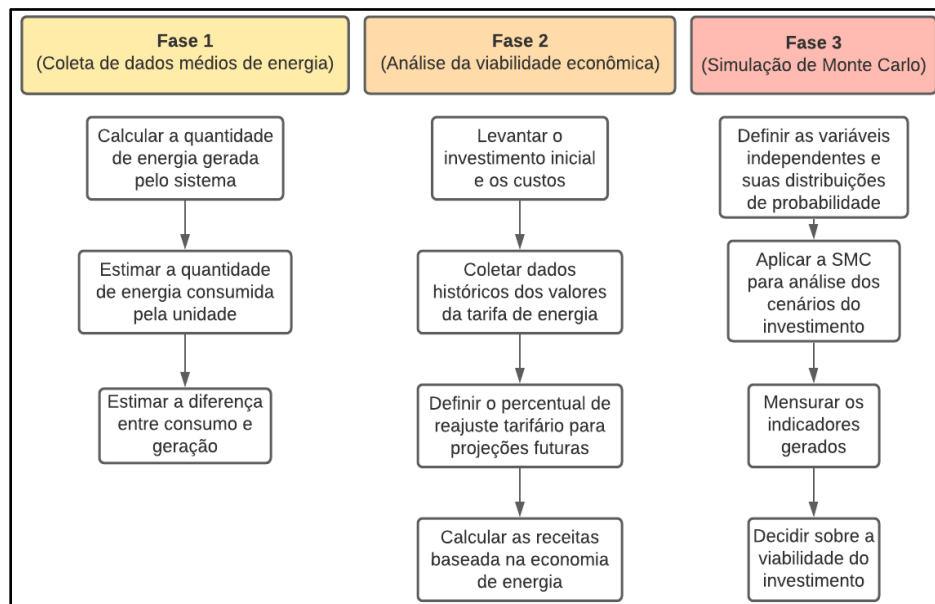 Fase 1
(Coleta de dados médios de energia)
Calcular a quantidade
de energia gerada
pelo sistema
Estimar a quantidade
de energia consumida
pela unidade
Estimar a diferença
entre consumo e
geração
Fase 2
(Análise da viabilidade econômica)
Levantar o
investimento inicial
e os custos
Coletar dados
históricos dos valores
da tarifa de energia
Definir o percentual de
reajuste tarifário para
projeções futuras
Calcular as receitas
baseada na economia
de energia
Fase 3
(Simulação de Monte Carlo)
Definir as variáveis
independentes e
suas distribuições
de probabilidade
Aplicar a SMC
para análise dos
cenários do
investimento
Mensurar os
indicadores
gerados
Decidir sobre a
viabilidade do
investimento